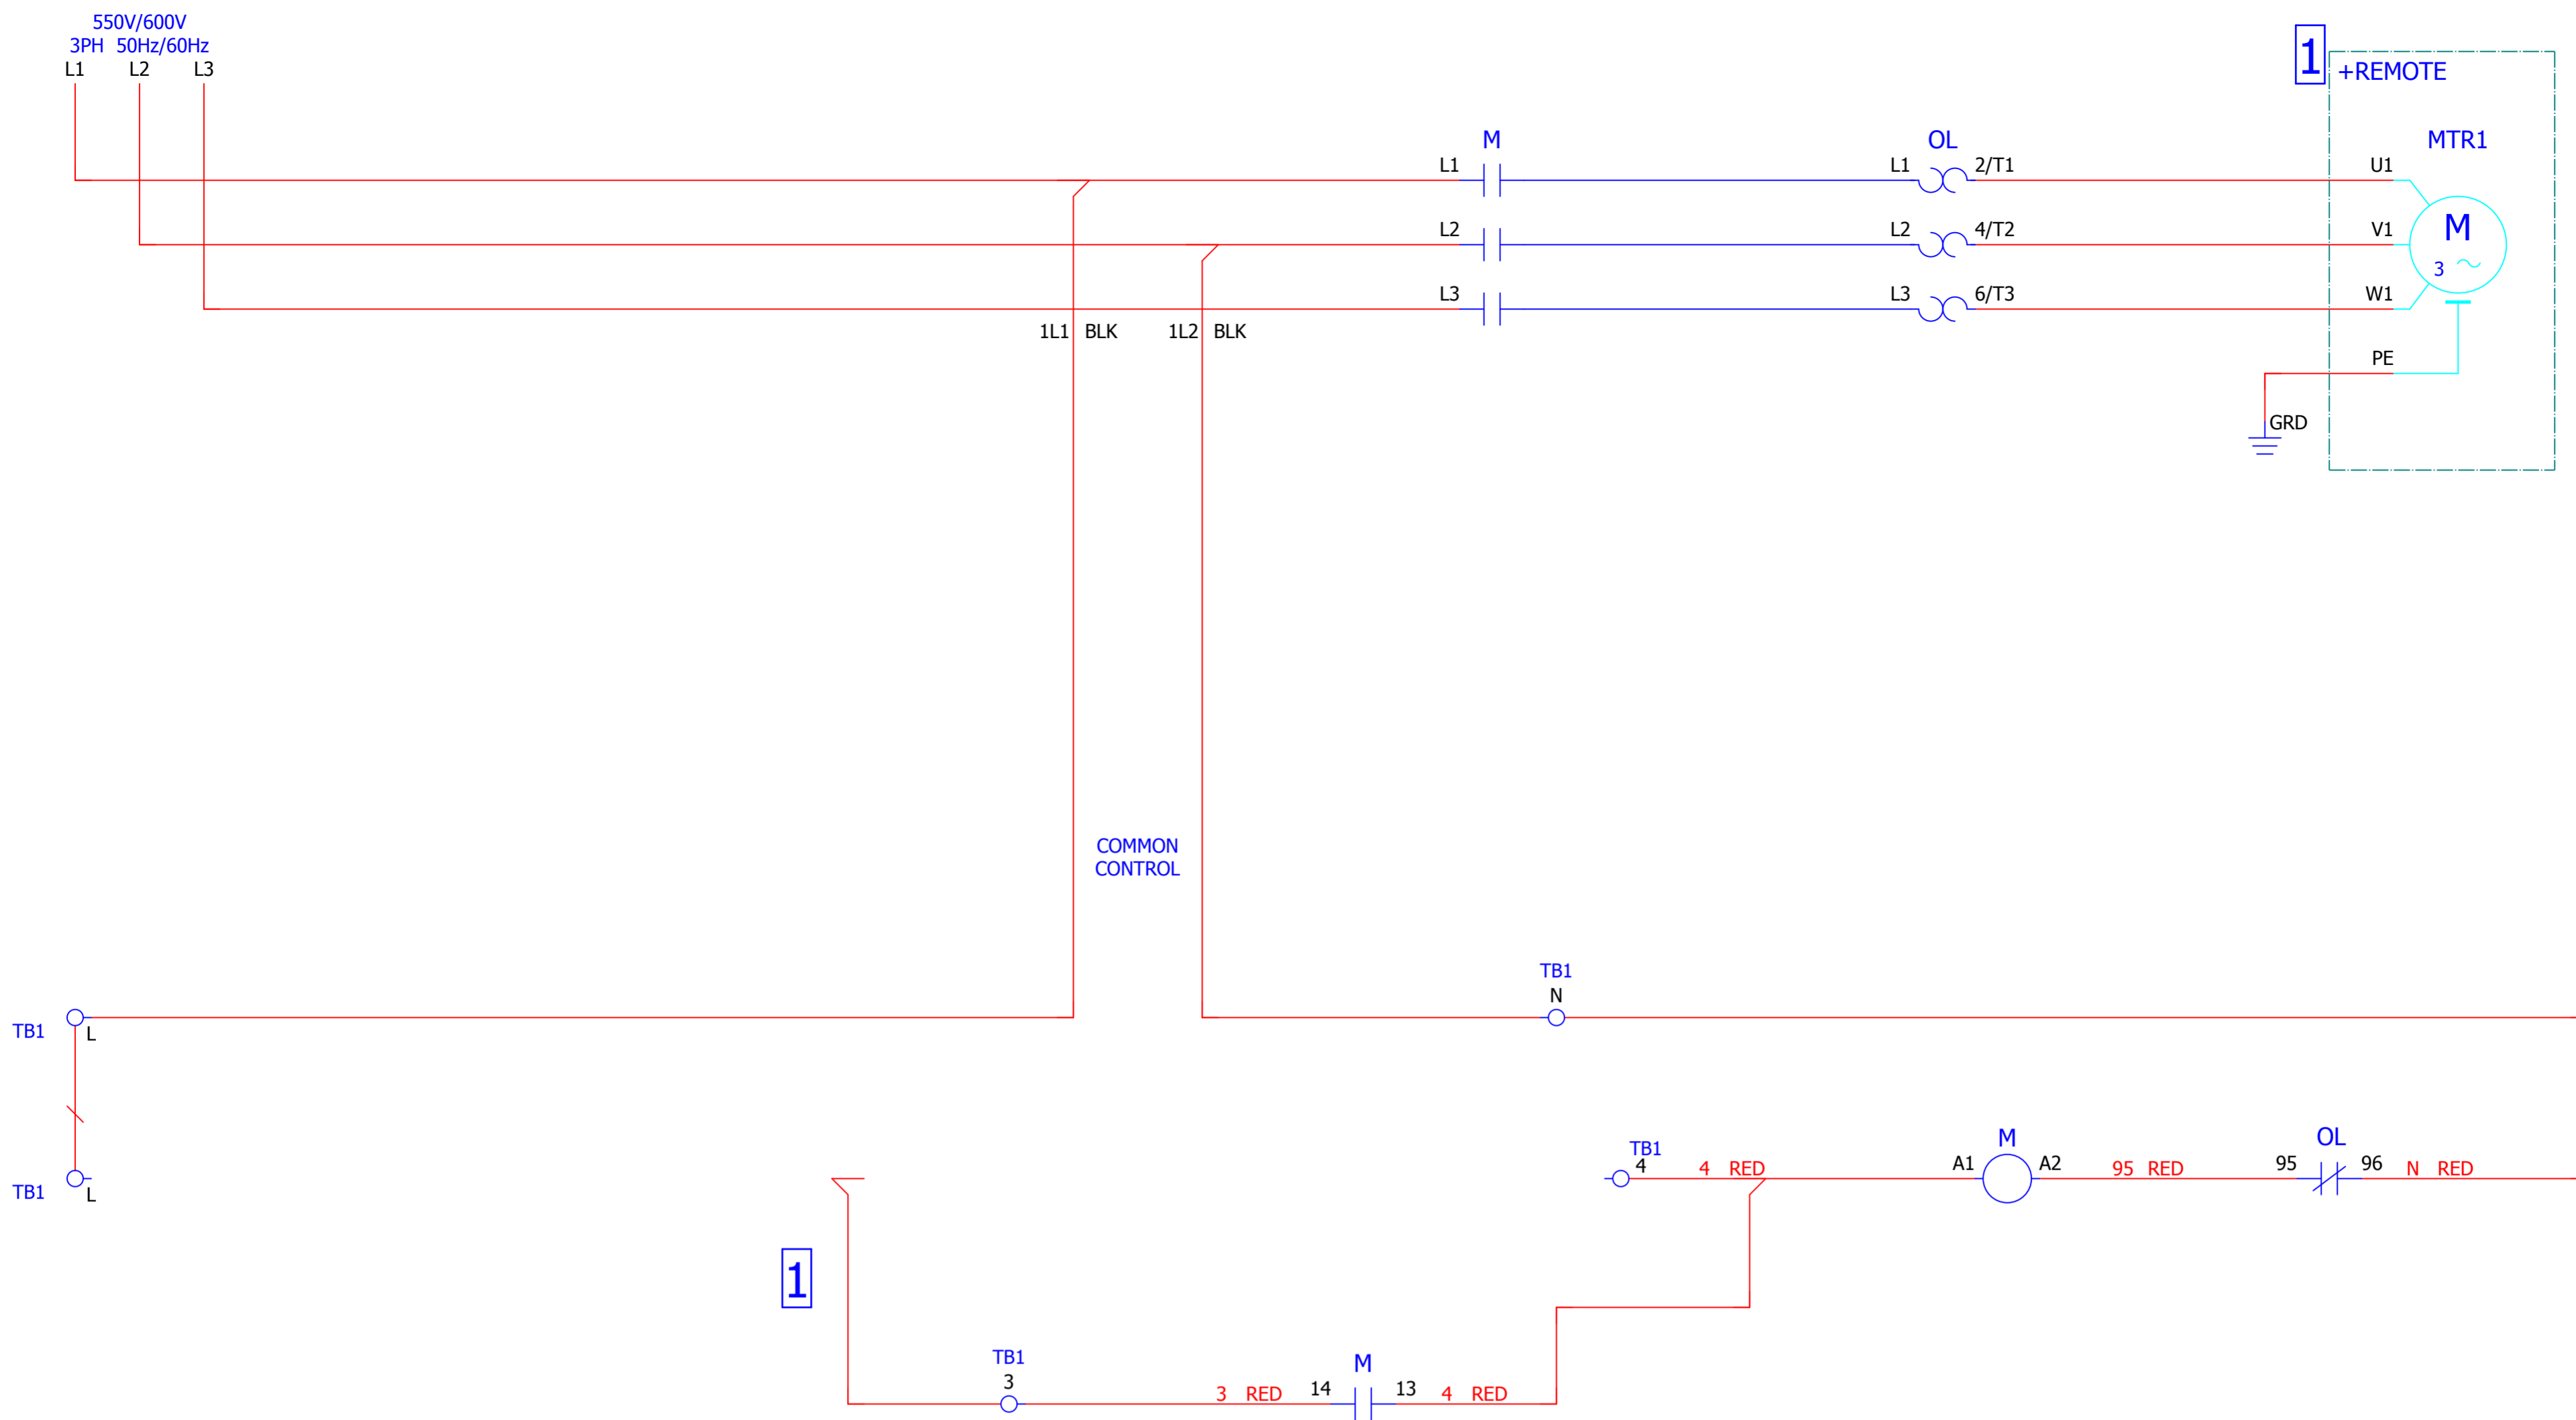 550V/600V
3PH 50Hz/60Hz
L1 L2 L3
1
+REMOTE
M OL MTR1
L1 L1 2/T1 U1
L2 L2 4/T2 V1
M
3
L3 L3 6/T3 W1
1L1 BLK 1L2 BLK
PE
GRD
COMMON
CONTROL
TB1
N
TB1
L
TB1
4 4 RED A1 M A2 95 RED 95 OL 96 N RED
TB1
L
1
TB1
3
M
3 RED 14 13 4 RED